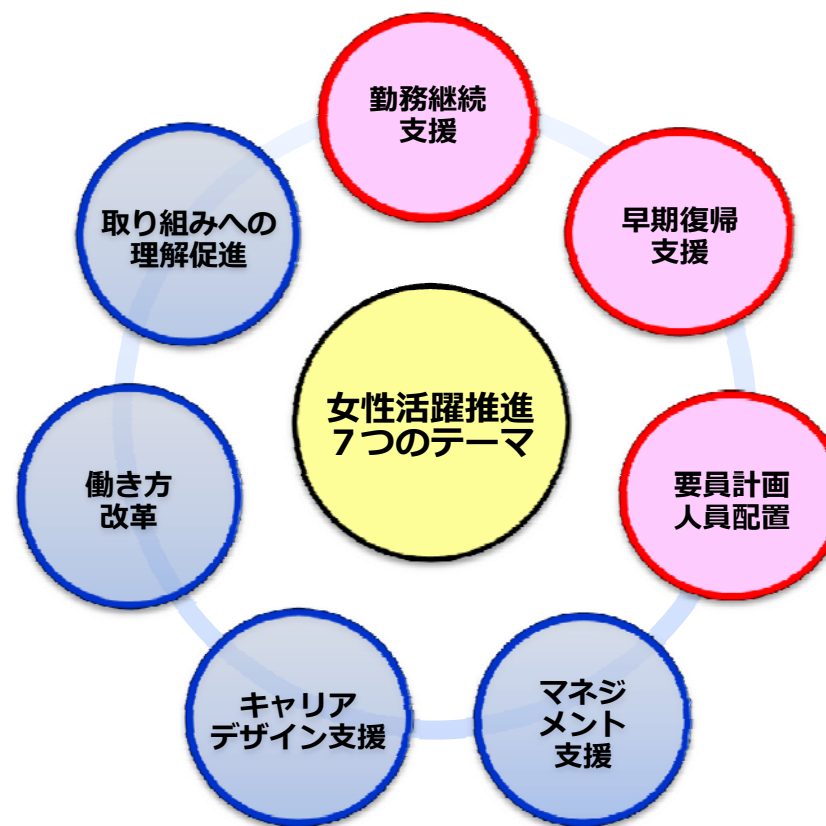 勤務継続
支援
早期復帰
支援
要員計画
人員配置
マネジ
メント
支援
キャリア
デザイン支援
働き方
改革
取り組みへの
理解促進
女性活躍推進
７つのテーマ